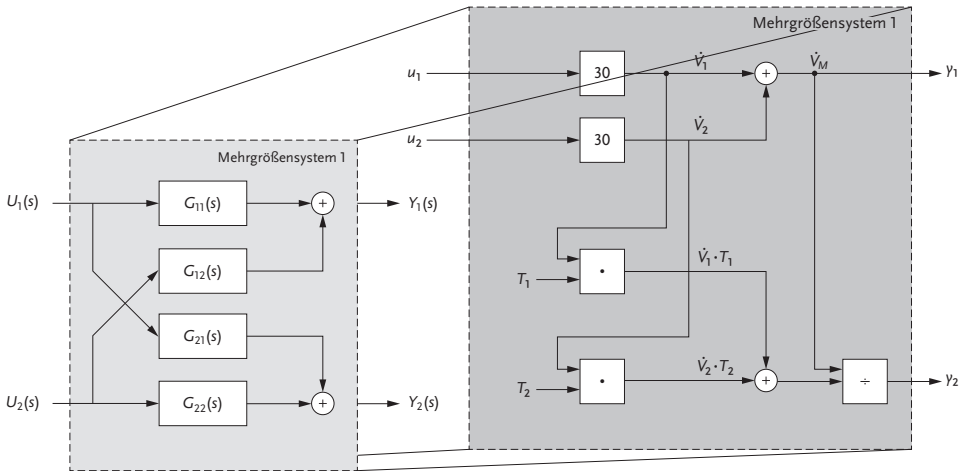 Mehrgrößensystem 1
u₁
30
V̇₁
+
V̇_M
y₁
u₂
30
V̇₂
T₁
·
V̇₁·T₁
T₂
·
V̇₂·T₂
+
÷
y₂
Mehrgrößensystem 1
U₁(s)
G₁₁(s)
+
Y₁(s)
G₁₂(s)
G₂₁(s)
U₂(s)
G₂₂(s)
+
Y₂(s)